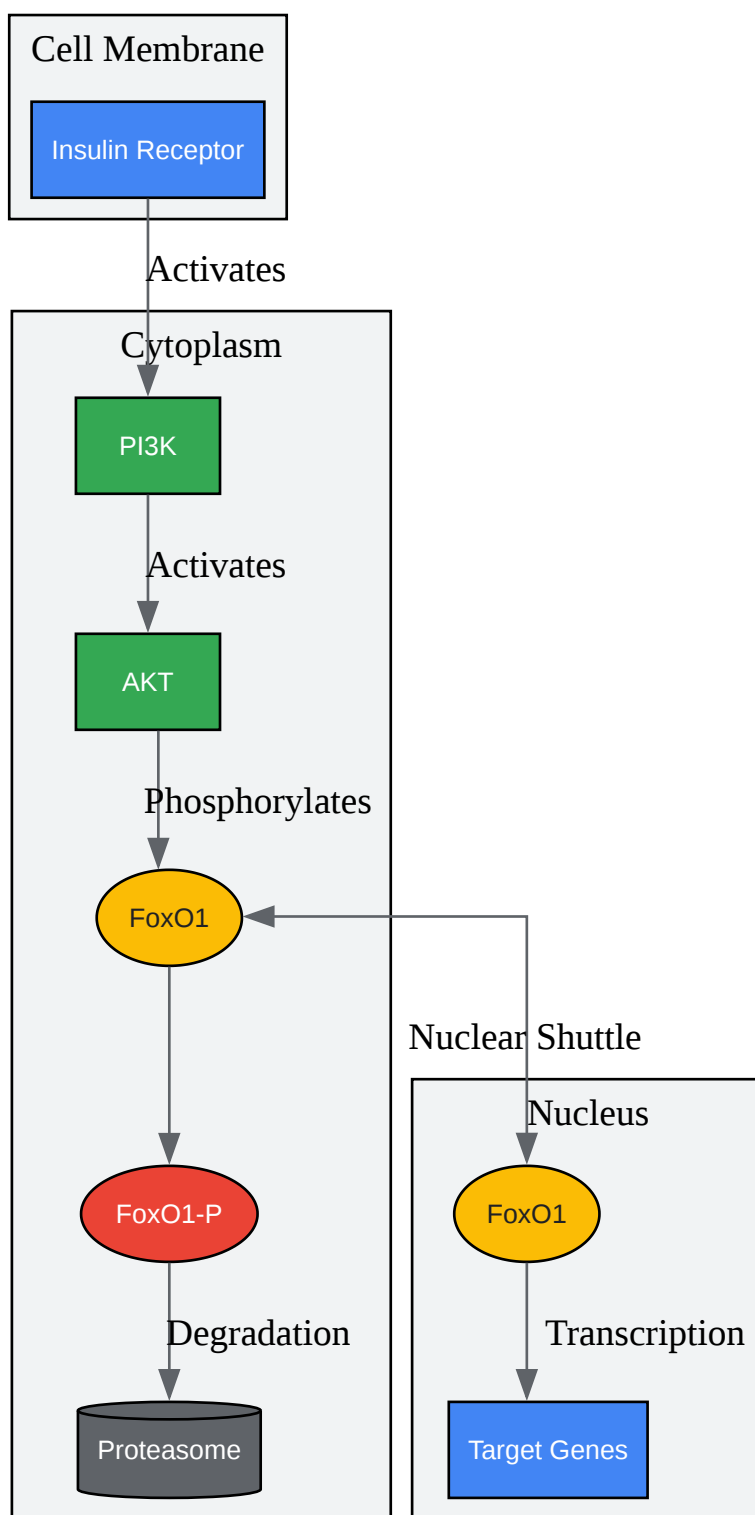 Cell Membrane
Insulin Receptor
Activates
Cytoplasm
PI3K
Activates
AKT
Phosphorylates
FoxO1
Nuclear Shuttle
Nucleus
FoxO1-P
FoxO1
Degradation
Transcription
Proteasome
Target Genes